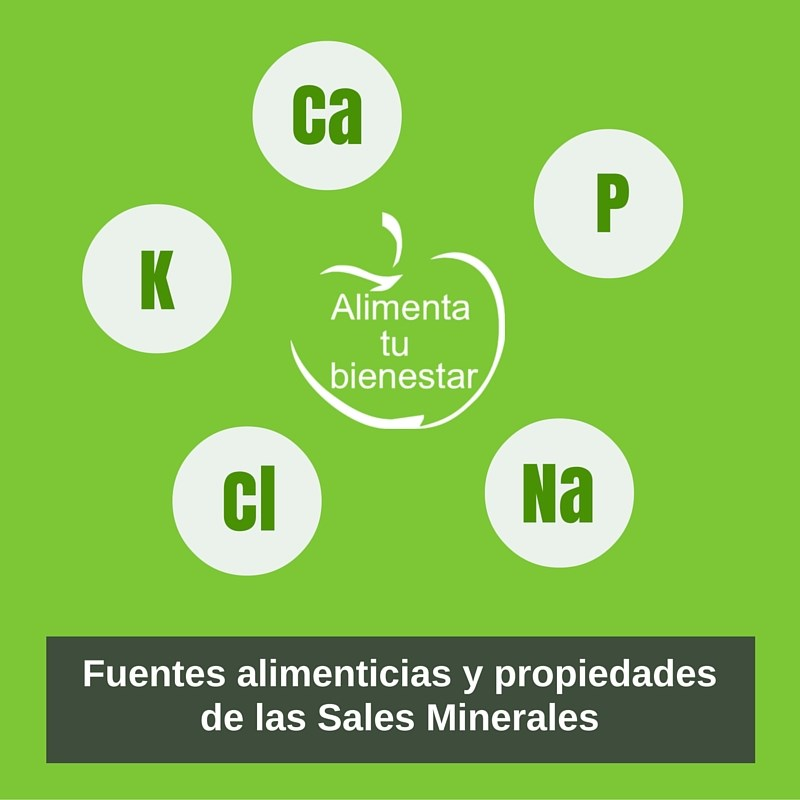 Ca
P
K
Alimenta
tu
bienestar
Cl
Na
Fuentes alimenticias y propiedades
de las Sales Minerales